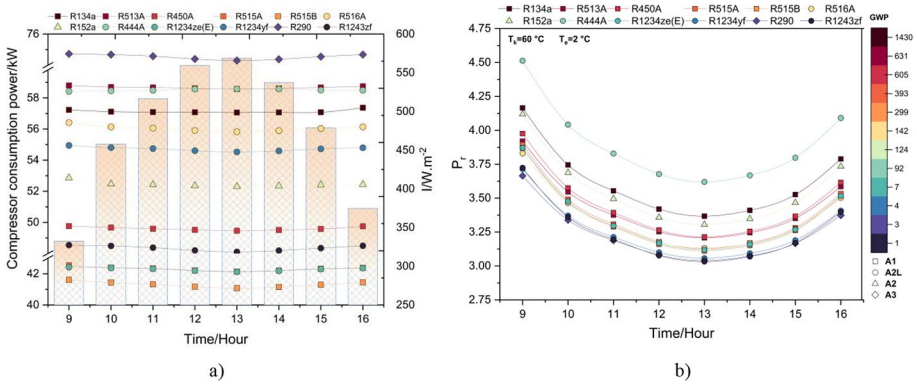 R134a R513A R450A R515A R515B R516A
R152a R444A R1234ze(E) R1234yf R290 R1243zf
76
74
58
56
54
52
50
42
40
Compressor consumption power/kW
600
550
500
450
400
350
300
250
I/W.m⁻²
9 10 11 12 13 14 15 16
Time/Hour
a)
R134a R513A R450A R515A R515B R516A
R152a R444A R1234ze(E) R1234yf R290 R1243zf
Tk=60 °C Te=2 °C
4.75
4.50
4.25
4.00
3.75
3.50
3.25
3.00
2.75
Pr
9 10 11 12 13 14 15 16
Time/Hour
b)
GWP
1430
631
605
393
299
142
124
92
7
4
3
1
A1
A2L
A2
A3